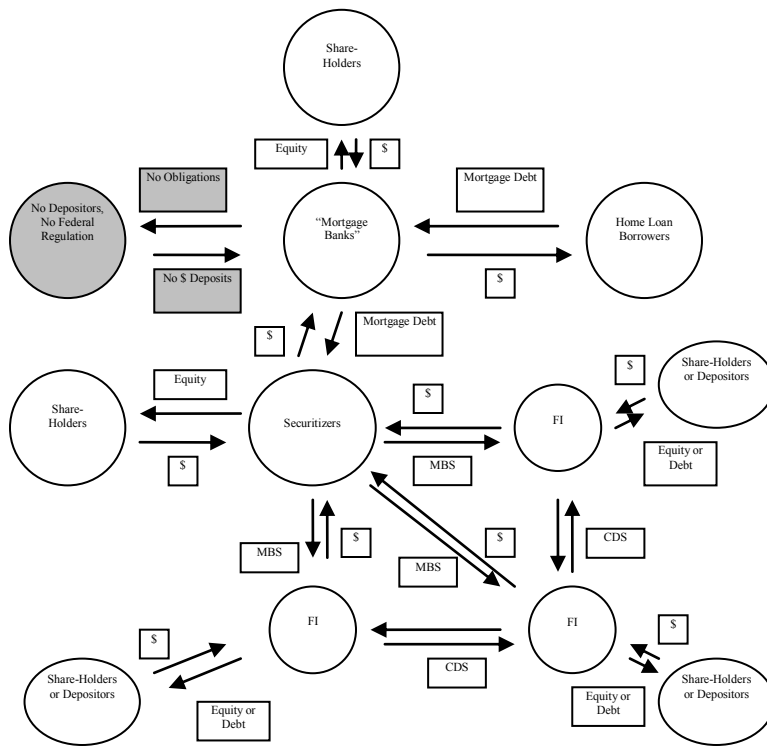 Share-
Holders
Equity
$
No Obligations
Mortgage Debt
No Depositors,
No Federal
Regulation
“Mortgage
Banks”
Home Loan
Borrowers
No $ Deposits
$
$
Mortgage Debt
Share-
Holders
Equity
$
Securitizers
$
MBS
FI
$
Share-Holders
or Depositors
Equity or
Debt
MBS
$
MBS
$
CDS
FI
FI
$
Share-Holders
or Depositors
Equity or
Debt
CDS
Equity or
Debt
$
Share-Holders
or Depositors